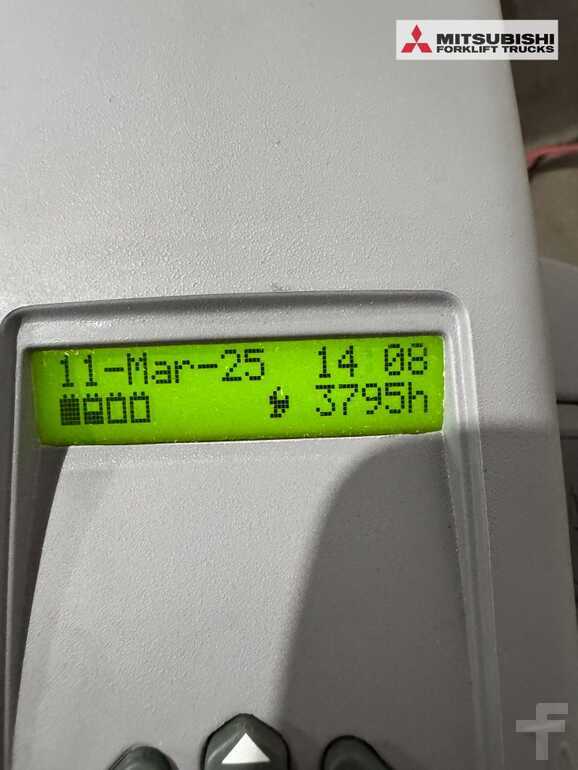 MITSUBISHI
FORKLIFT TRUCKS
11-Mar-25 14 08
3795h